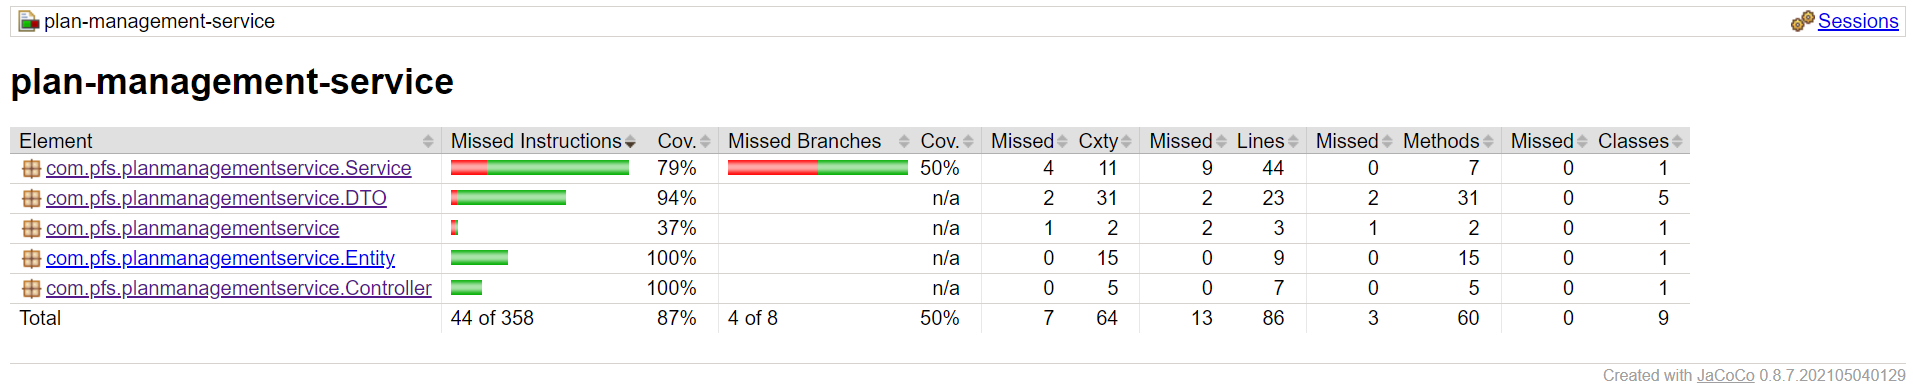 plan-management-service Sessions
plan-management-service
Element Missed Instructions Cov. Missed Branches Cov. Missed Cxty Missed Lines Missed Methods Missed Classes
com.pfs.planmanagementservice.Service 79% 50% 4 11 9 44 0 7 0 1
com.pfs.planmanagementservice.DTO 94% n/a 2 31 2 23 2 31 0 5
com.pfs.planmanagementservice 37% n/a 1 2 2 3 1 2 0 1
com.pfs.planmanagementservice.Entity 100% n/a 0 15 0 9 0 15 0 1
com.pfs.planmanagementservice.Controller 100% n/a 0 5 0 7 0 5 0 1
Total 44 of 358 87% 4 of 8 50% 7 64 13 86 3 60 0 9
Created with JaCoCo 0.8.7.202105040129